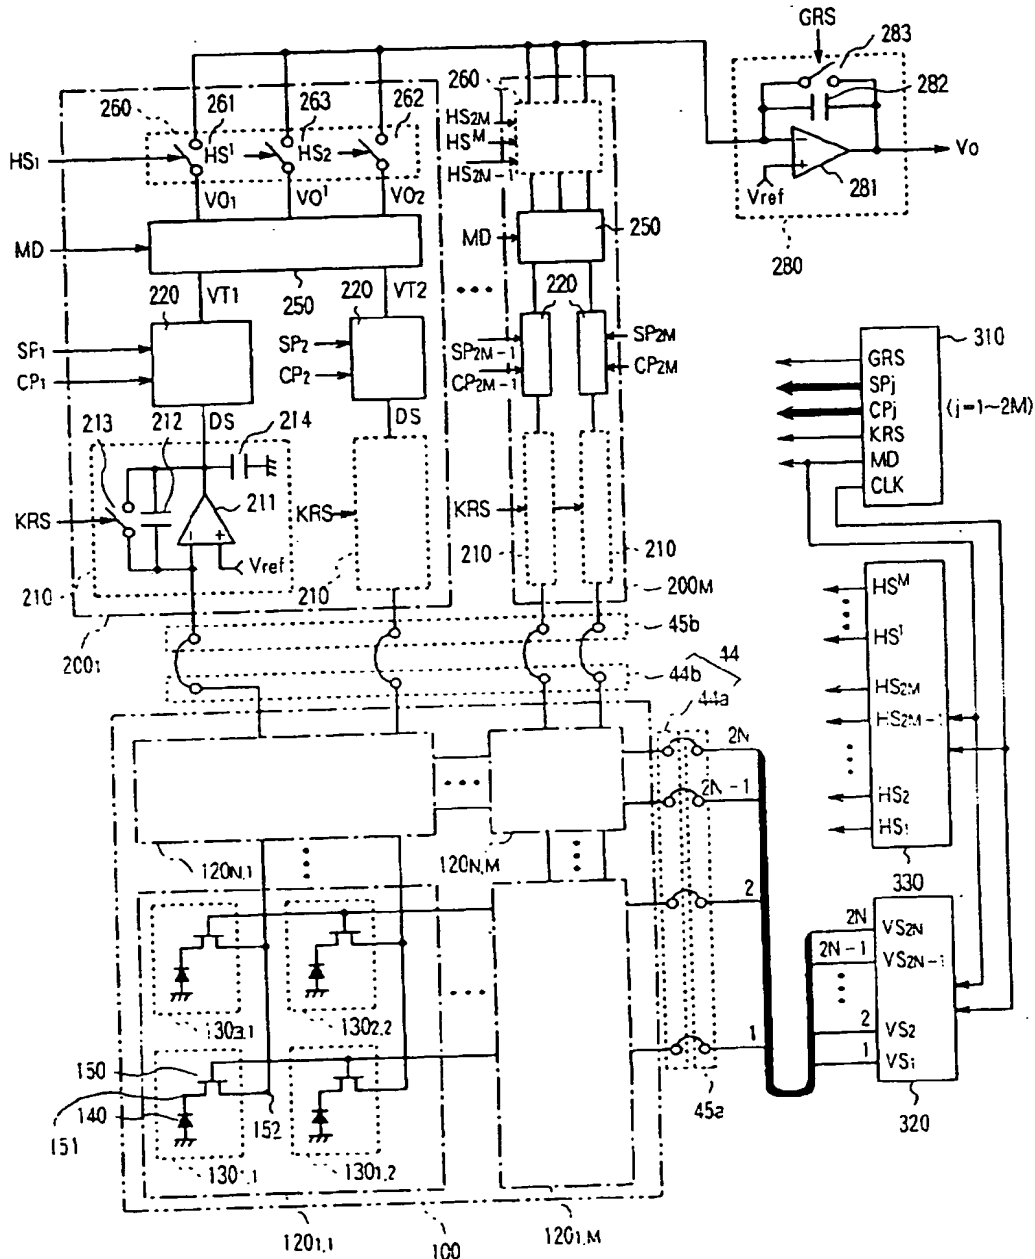 GRS
283
282
Vref
281
Vo
280
260 261 263 262
HS1 HS¹ HS2
VO1 VO¹ VO2
260
HS2M
HSᴹ
HS2M-1
MD
250
MD
250
220 VT1
220 VT2
...
220
SP1
CP1
SP2
CP2
SP2M-1
CP2M-1
SP2M
CP2M
DS
DS
213 212 214
211
KRS
Vref
210
KRS
210
KRS
210 210
2001
200M
310
GRS
SPj
CPj
(j=1~2M)
KRS
MD
CLK
45b
44b
44
44a
HSᴹ
HS¹
HS2M
HS2M-1
HS2
HS1
330
2N
2N-1
2
1
45a
120N,1
120N,M
1303,1
1302,2
150
140
151
152
1301,1
1301,2
1201,1
100
1201,M
2N VS2N
2N-1 VS2N-1
2 VS2
1 VSi
320